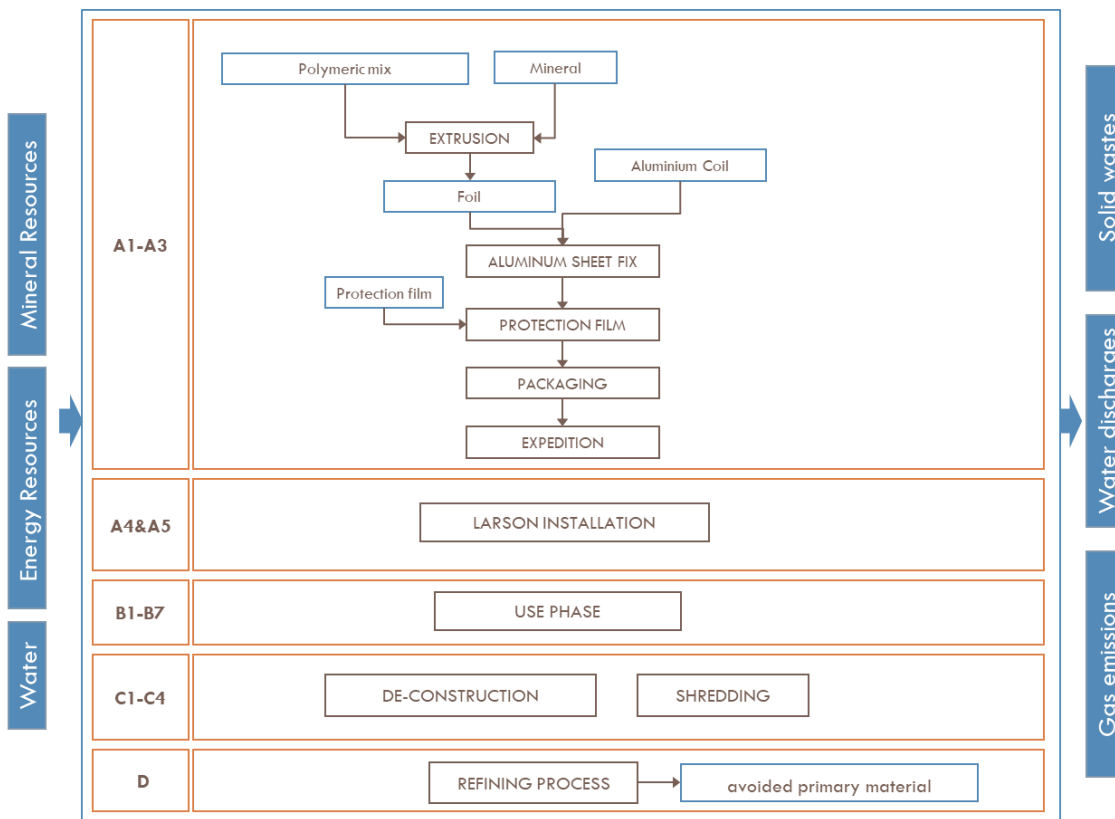 Mineral Resources
Energy Resources
Water
A1-A3
Polymeric mix
Mineral
EXTRUSION
Aluminium Coil
Foil
ALUMINUM SHEET FIX
Protection film
PROTECTION FILM
PACKAGING
EXPEDITION
A4&A5
LARSON INSTALLATION
B1-B7
USE PHASE
C1-C4
DE-CONSTRUCTION
SHREDDING
D
REFINING PROCESS
avoided primary material
Solid wastes
Water discharges
Gas emissions